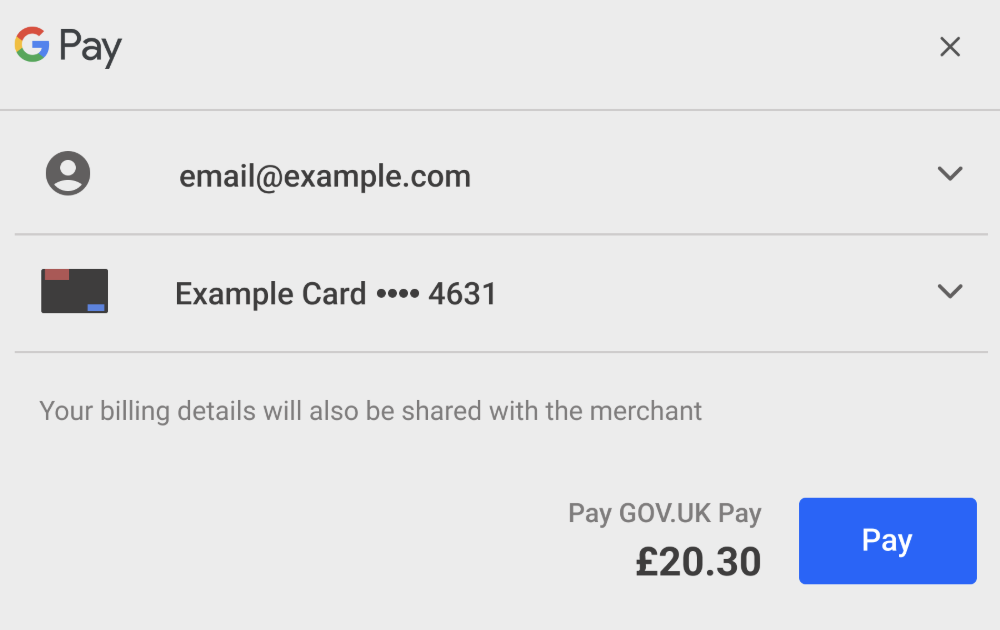 G Pay
email@example.com
Example Card •••• 4631
Your billing details will also be shared with the merchant
Pay GOV.UK Pay
£20.30
Pay